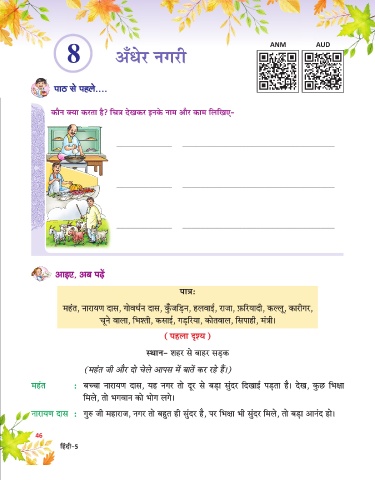 ANM AUD
8 अँधेर नगरी
पाठ से पहले....
कौन क्या करता है? चित्र देखकर इनके नाम और काम लिखिए-
आइए, अब पढ़ें
पात्र:
महंत, नारायण दास, गोवर्धन दास, कुँजड़िन, हलवाई, राजा, फ़रियादी, कल्लू, कारीगर,
चूने वाला, भिश्ती, कसाई, गड़रिया, कोतवाल, सिपाही, मंत्री।
( पहला दृश्य )
स्थान- शहर से बाहर सड़क
(महंत जी और दो चेले आपस में बातें कर रहे हैं।)
महंत : बच्चा नारायण दास, यह नगर तो दूर से बड़ा सुंदर दिखाई पड़ता है। देख, कुछ भिक्षा
मिले, तो भगवान को भोग लगे।
नारायण दास : गुरु जी महाराज, नगर तो बहुत ही सुंदर है, पर भिक्षा भी सुंदर मिले, तो बड़ा आनंद हो।
46
हिंदी-5